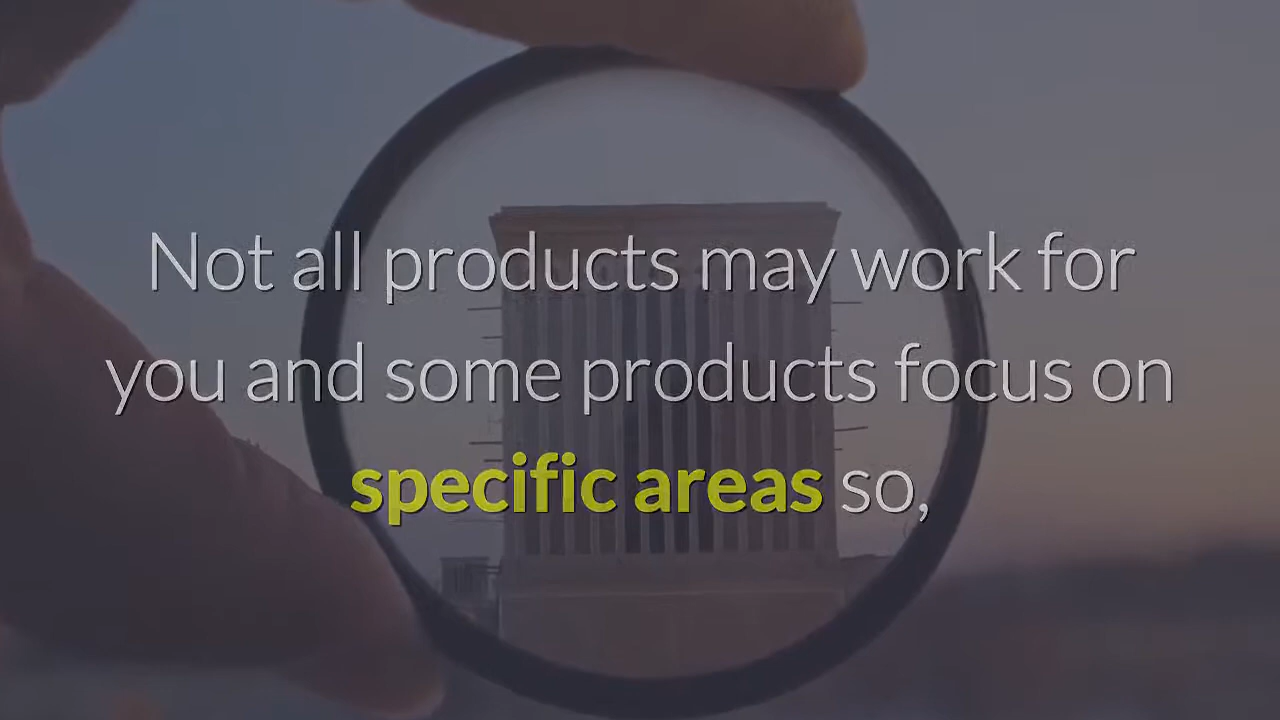 Not all products may work for
you and some products focus on
specific areas so,